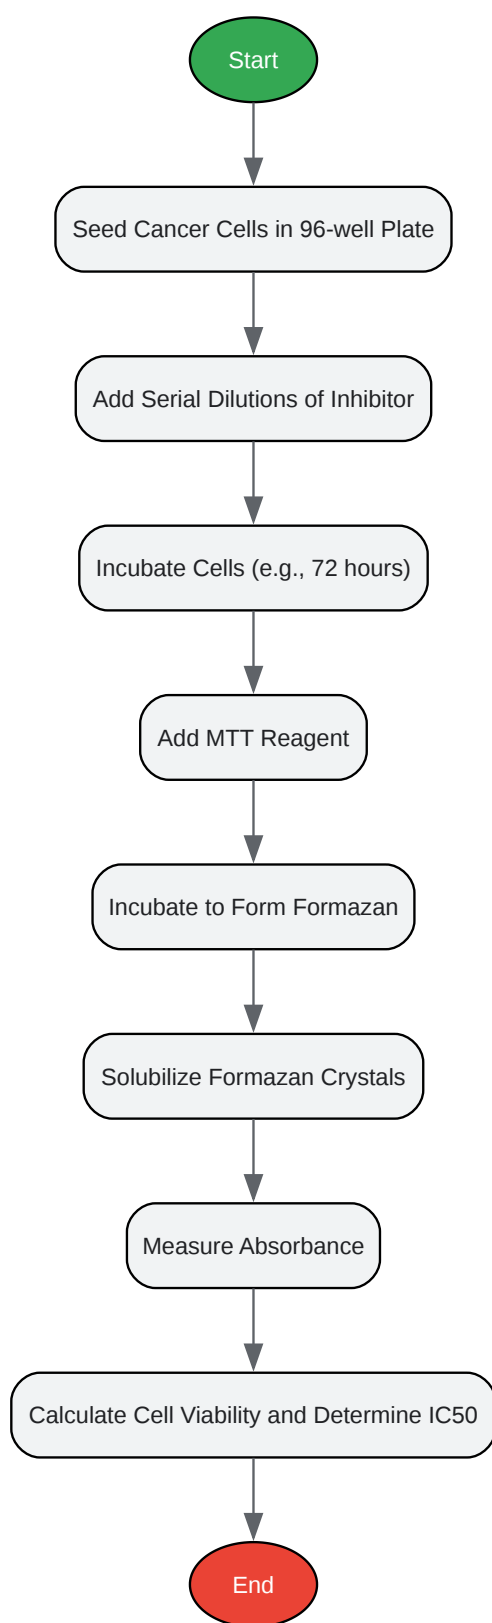 Start
Seed Cancer Cells in 96-well Plate
Add Serial Dilutions of Inhibitor
Incubate Cells (e.g., 72 hours)
Add MTT Reagent
Incubate to Form Formazan
Solubilize Formazan Crystals
Measure Absorbance
Calculate Cell Viability and Determine IC50
End